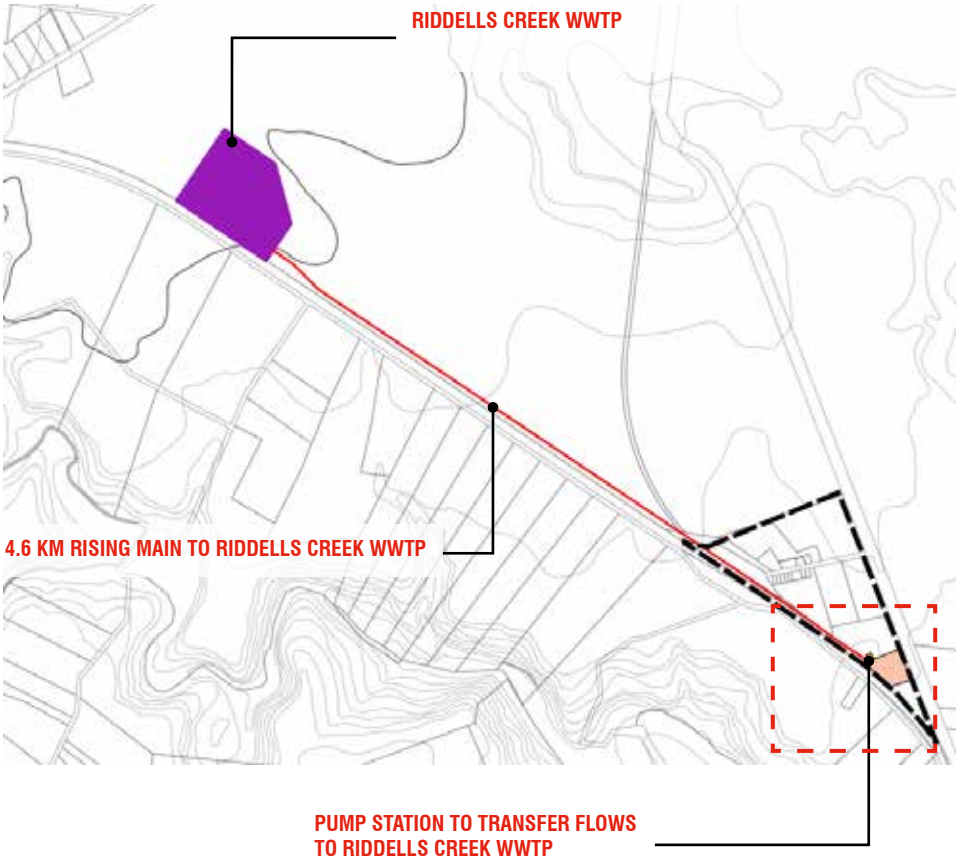 RIDDELLS CREEK WWTP
4.6 KM RISING MAIN TO RIDDELLS CREEK WWTP
PUMP STATION TO TRANSFER FLOWS
TO RIDDELLS CREEK WWTP